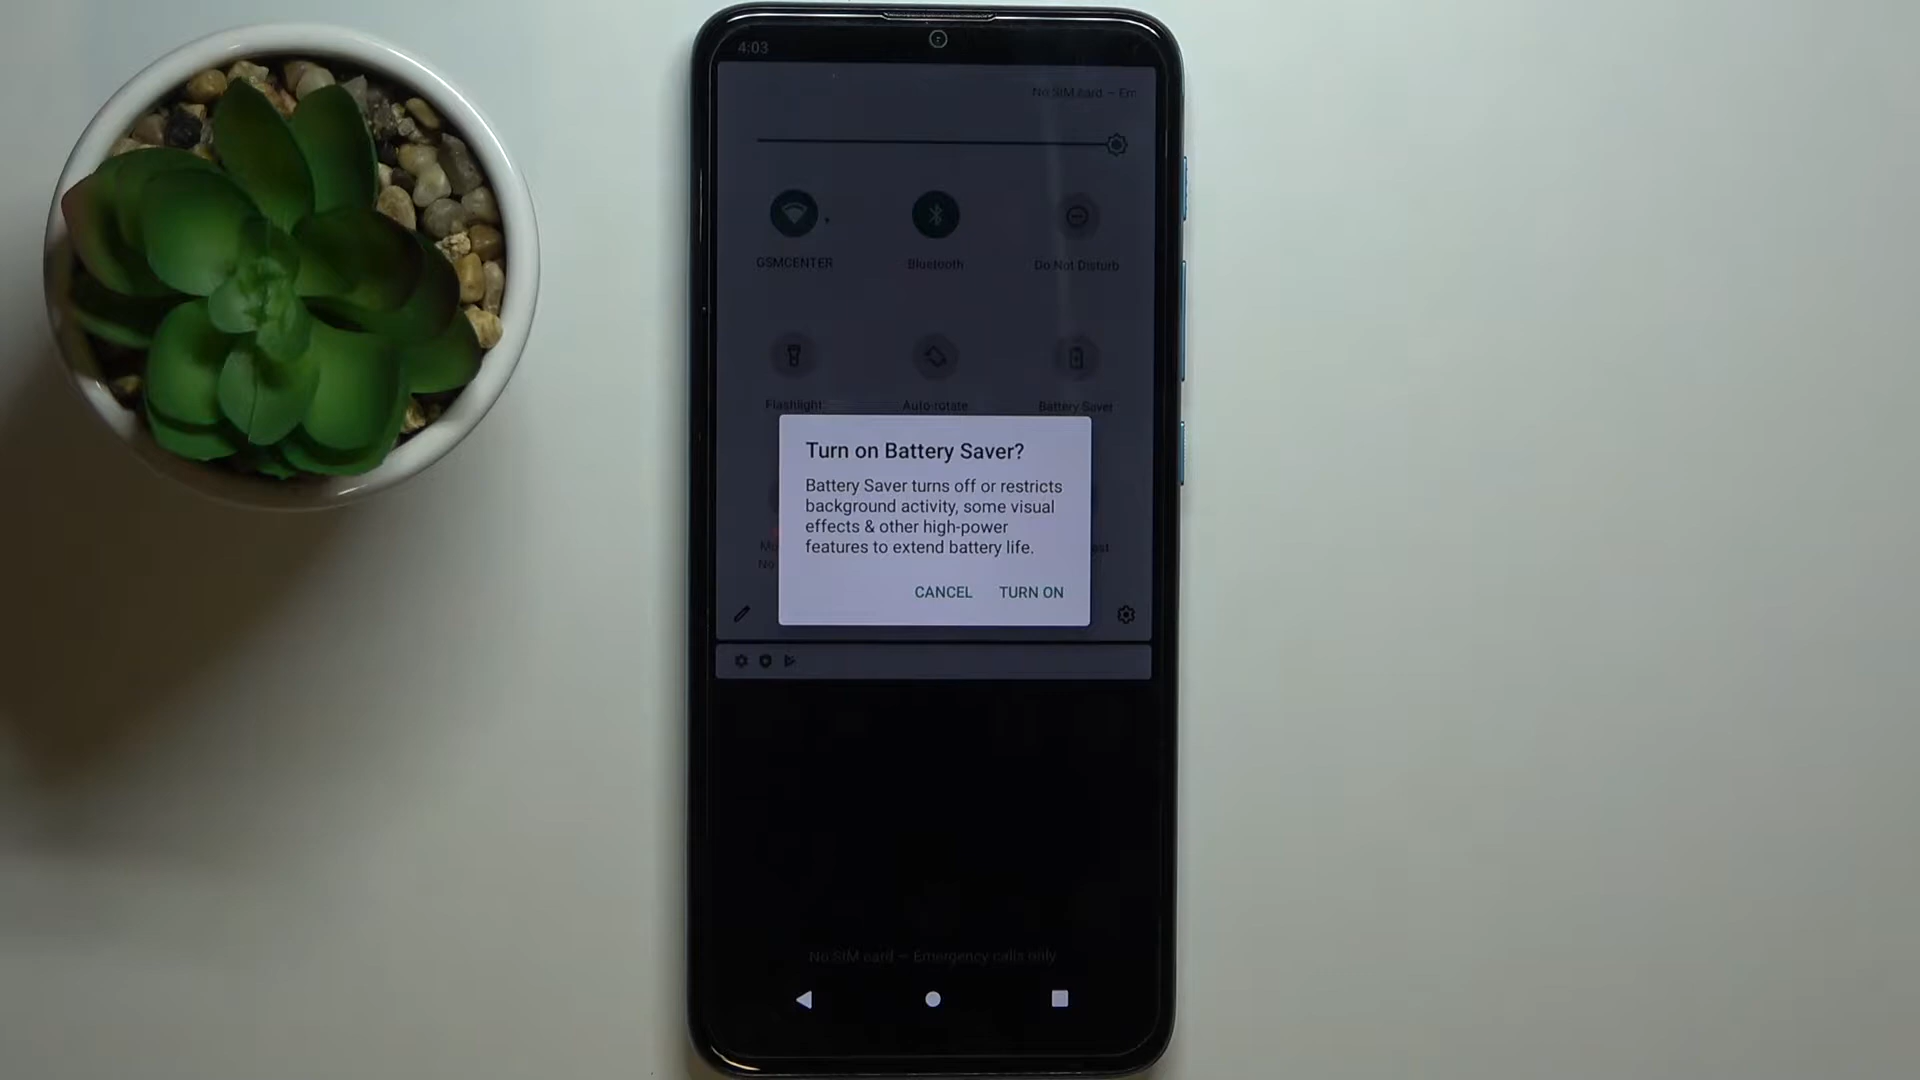 4:03
No SIM card — Em
GSMCENTER
Bluetooth
Do Not Disturb
Flashlight
Auto-rotate
Battery Saver
Turn on Battery Saver?
Battery Saver turns off or restricts
background activity, some visual
effects & other high-power
features to extend battery life.
CANCEL
TURN ON
No SIM card — Emergency calls only